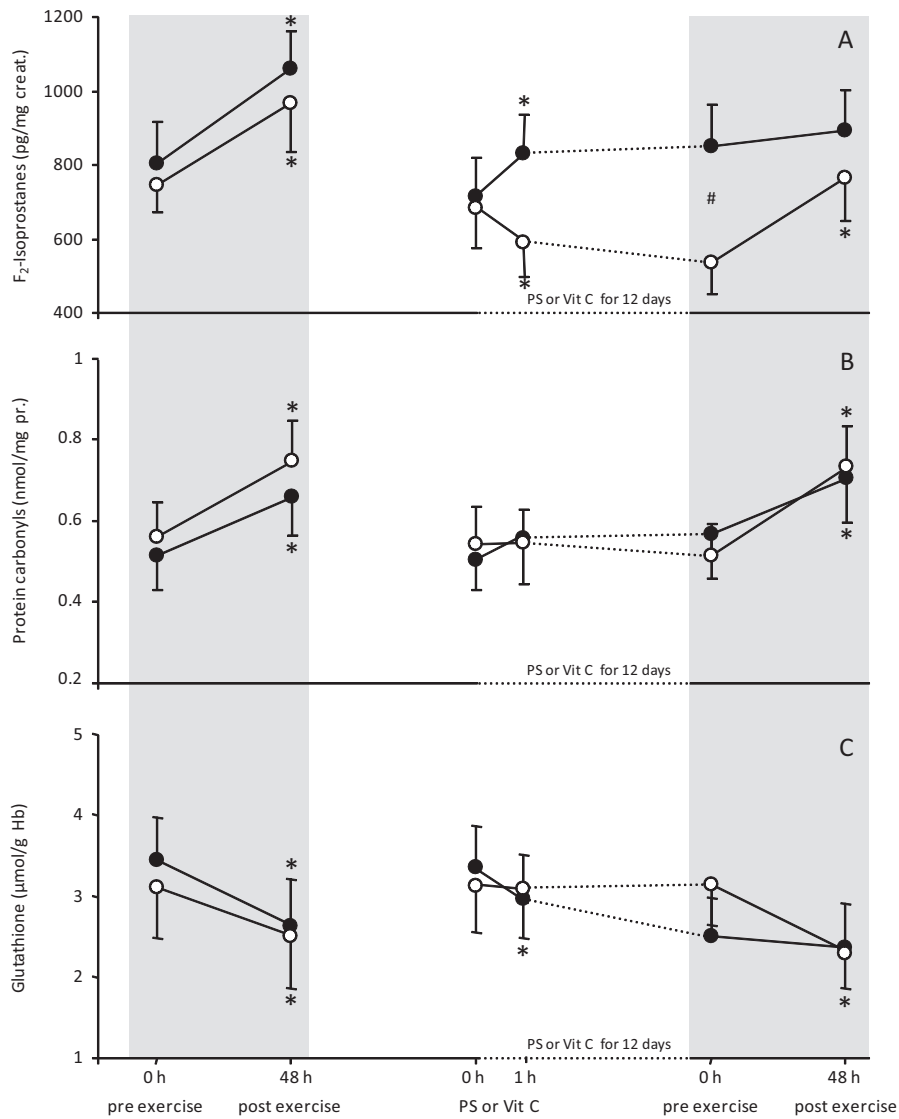 A
F2-Isoprostanes (pg/mg creat.)
1200
1000
800
600
400
*
*
*
*
#
*
PS or Vit C for 12 days
B
Protein carbonyls (nmol/mg pr.)
1
0.8
0.6
0.4
0.2
*
*
*
*
PS or Vit C for 12 days
C
Glutathione (μmol/g Hb)
5
4
3
2
1
*
*
*
*
PS or Vit C for 12 days
0 h 48 h 0 h 1 h 0 h 48 h
pre exercise post exercise PS or Vit C pre exercise post exercise